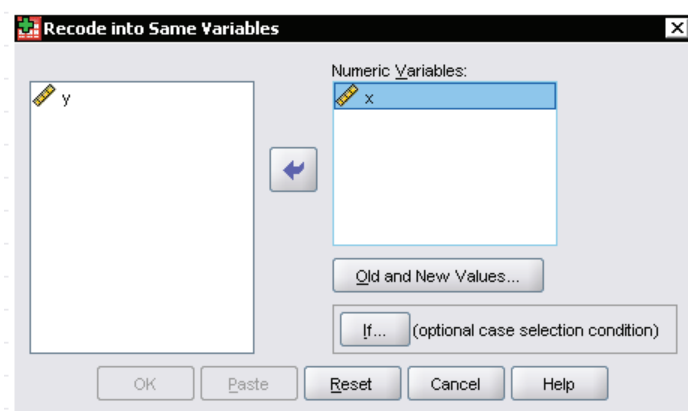 Recode into Same Variables
Numeric Variables:
y
x
Old and New Values...
If... (optional case selection condition)
OK Paste Reset Cancel Help